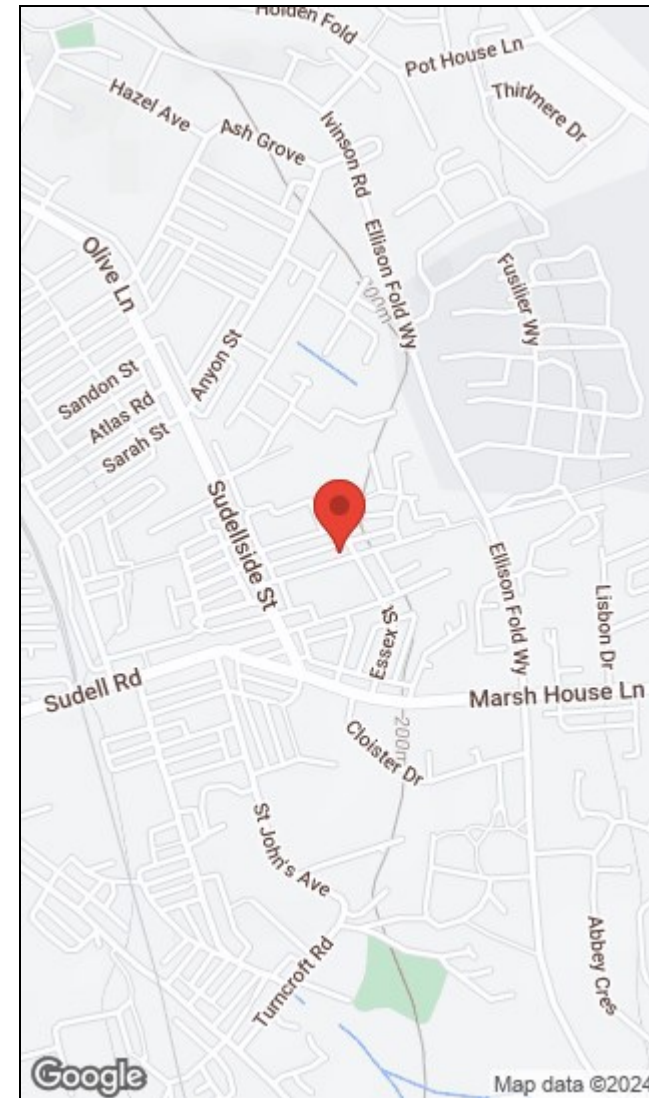 Holden Fold
Pot House Ln
Hazel Ave
Thirlmere Dr
Ash Grove
Ivinson Rd
Ellison Fold Wy
Olive Ln
Fusilier Wy
200m
Anyon St
Sandon St
Atlas Rd
Sarah St
Sudellside St
Ellison Fold Wy
Essex St
Lisbon Dr
Sudell Rd
Marsh House Ln
200m
Cloister Dr
St John's Ave
Turncroft Rd
Abbey Cres
Google
Map data ©2024